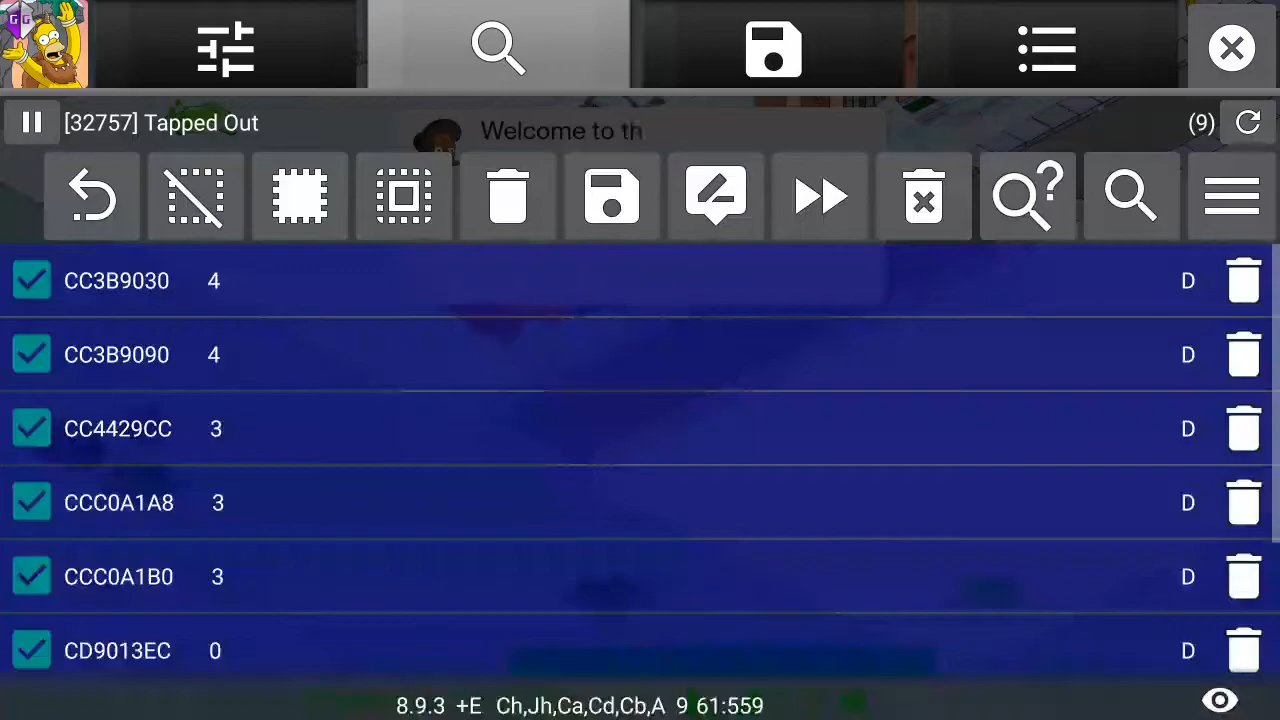 GG
[32757] Tapped Out
(9)
Welcome to th
CC3B9030 4 D
CC3B9090 4 D
CC4429CC 3 D
CCC0A1A8 3 D
CCC0A1B0 3 D
CD9013EC 0 D
8.9.3 +E Ch,Jh,Ca,Cd,Cb,A 9 61:559